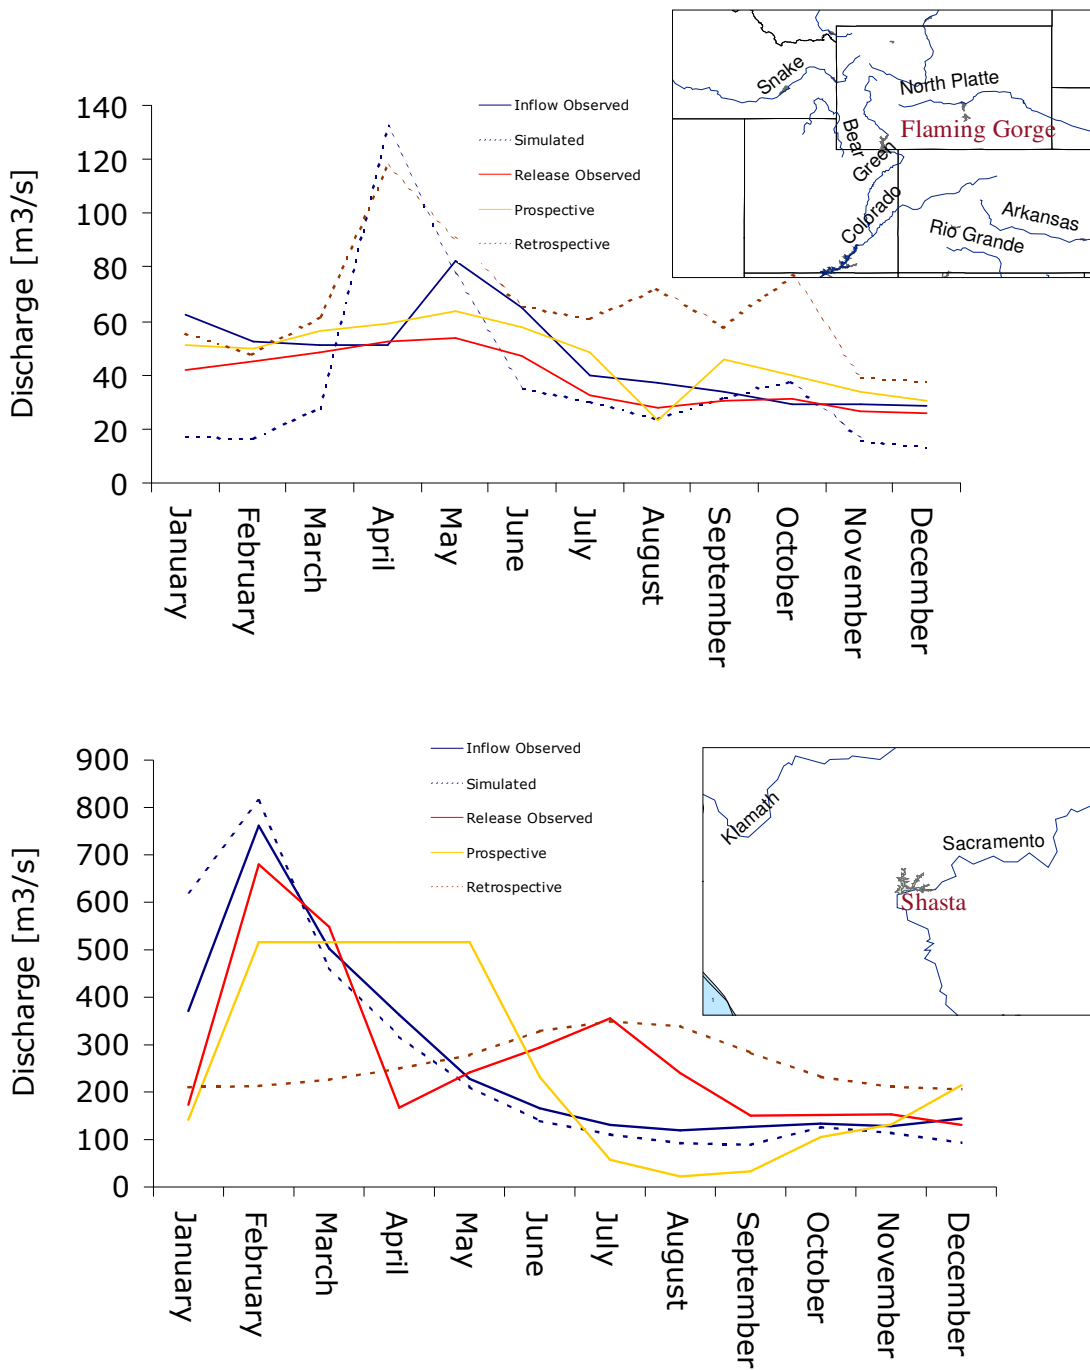 Discharge [m3/s]
140
120
100
80
60
40
20
0
January
February
March
April
May
June
July
August
September
October
November
December
Inflow Observed
Simulated
Release Observed
Prospective
Retrospective
Snake
North Platte
Flaming Gorge
Bear
Green
Colorado
Arkansas
Rio Grande
Discharge [m3/s]
900
800
700
600
500
400
300
200
100
0
January
February
March
April
May
June
July
August
September
October
November
December
Inflow Observed
Simulated
Release Observed
Prospective
Retrospective
Klamath
Sacramento
Shasta
1